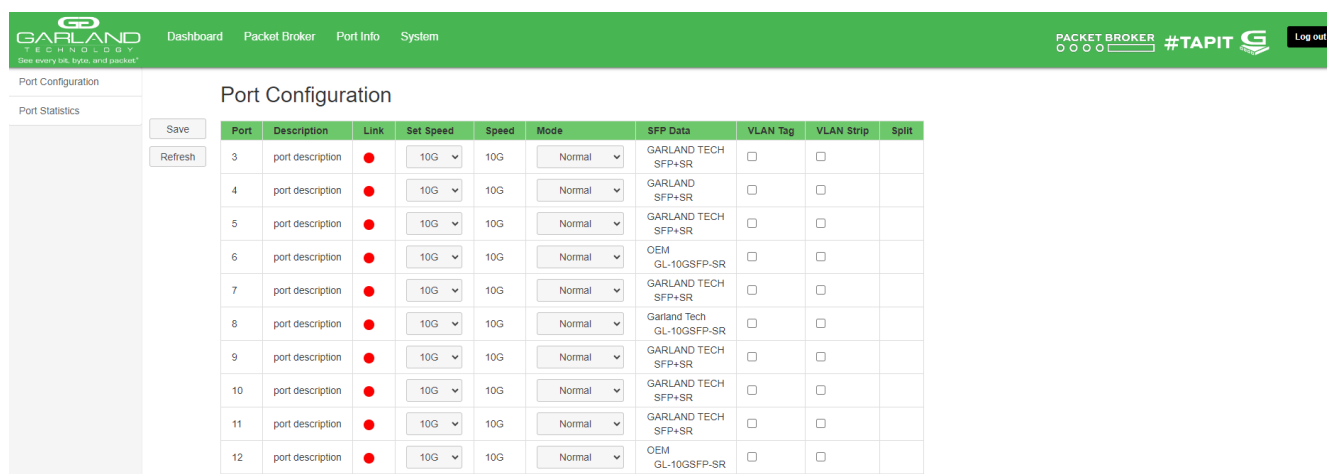 GARLAND
TECHNOLOGY
See every bit, byte, and packet®
Dashboard Packet Broker Port Info System
PACKET BROKER #TAPIT G
Log out
Port Configuration
Port Statistics
Port Configuration
Save
Refresh
Port Description Link Set Speed Speed Mode SFP Data VLAN Tag VLAN Strip Split
3 port description 10G 10G Normal GARLAND TECH
SFP+SR
4 port description 10G 10G Normal GARLAND
SFP+SR
5 port description 10G 10G Normal GARLAND TECH
SFP+SR
6 port description 10G 10G Normal OEM
GL-10GSFP-SR
7 port description 10G 10G Normal GARLAND TECH
SFP+SR
8 port description 10G 10G Normal Garland Tech
GL-10GSFP-SR
9 port description 10G 10G Normal GARLAND TECH
SFP+SR
10 port description 10G 10G Normal GARLAND TECH
SFP+SR
11 port description 10G 10G Normal GARLAND TECH
SFP+SR
12 port description 10G 10G Normal OEM
GL-10GSFP-SR